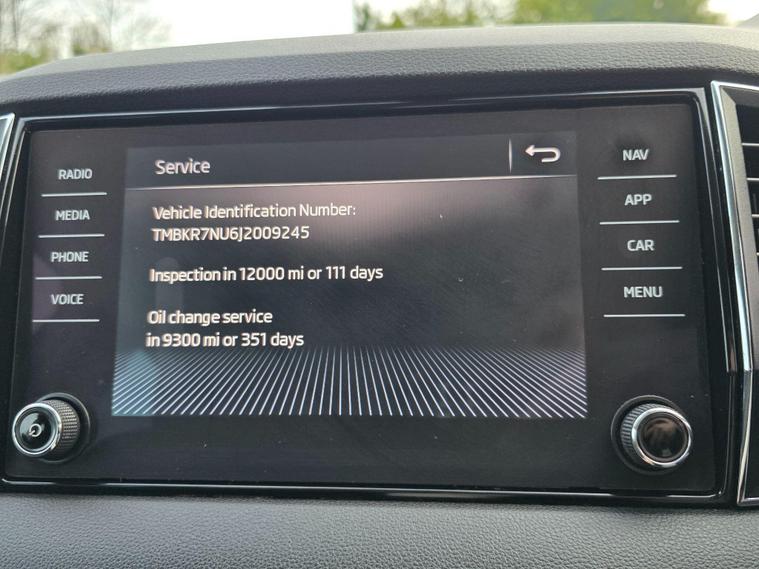 Service
RADIO
MEDIA
PHONE
VOICE
Vehicle Identification Number:
TMBKR7NU6J2009245
Inspection in 12000 mi or 111 days
Oil change service
in 9300 mi or 351 days
NAV
APP
CAR
MENU